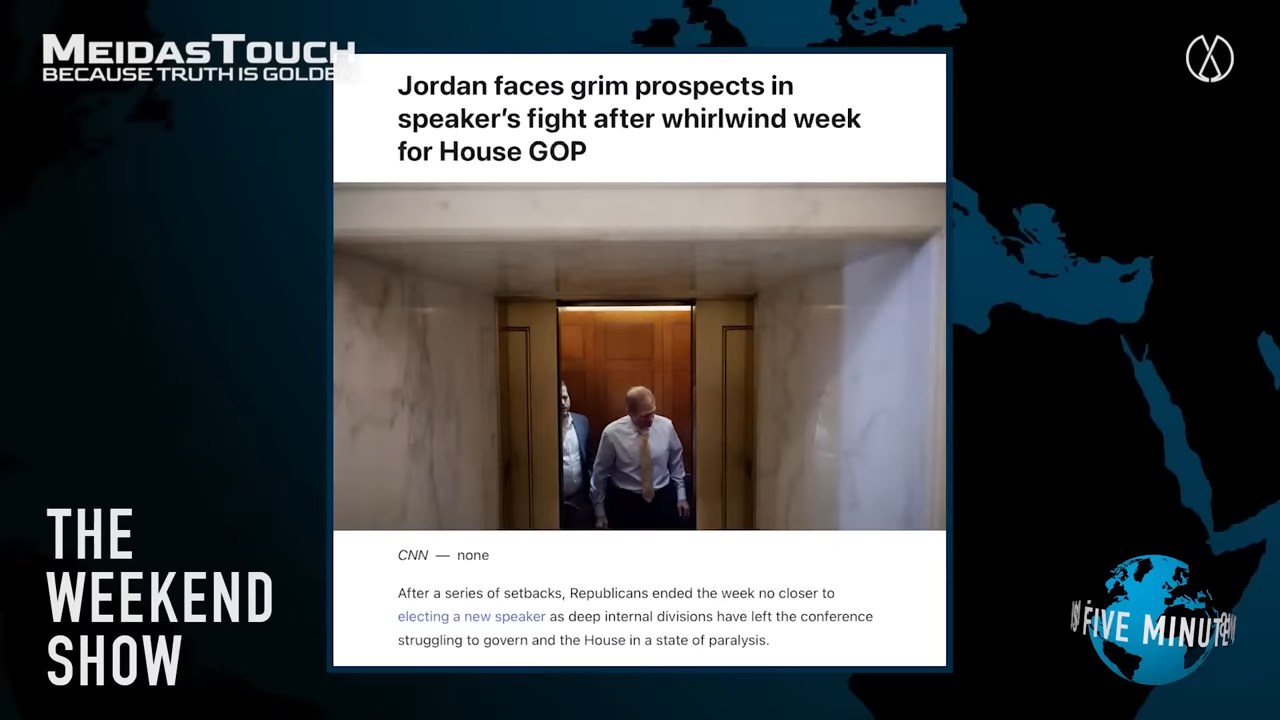 MEIDASTOUCH
BECAUSE TRUTH IS GOLDEN
Jordan faces grim prospects in
speaker's fight after whirlwind week
for House GOP
CNN — none
After a series of setbacks, Republicans ended the week no closer to
electing a new speaker as deep internal divisions have left the conference
struggling to govern and the House in a state of paralysis.
THE
WEEKEND
SHOW
FIVE MINUTE